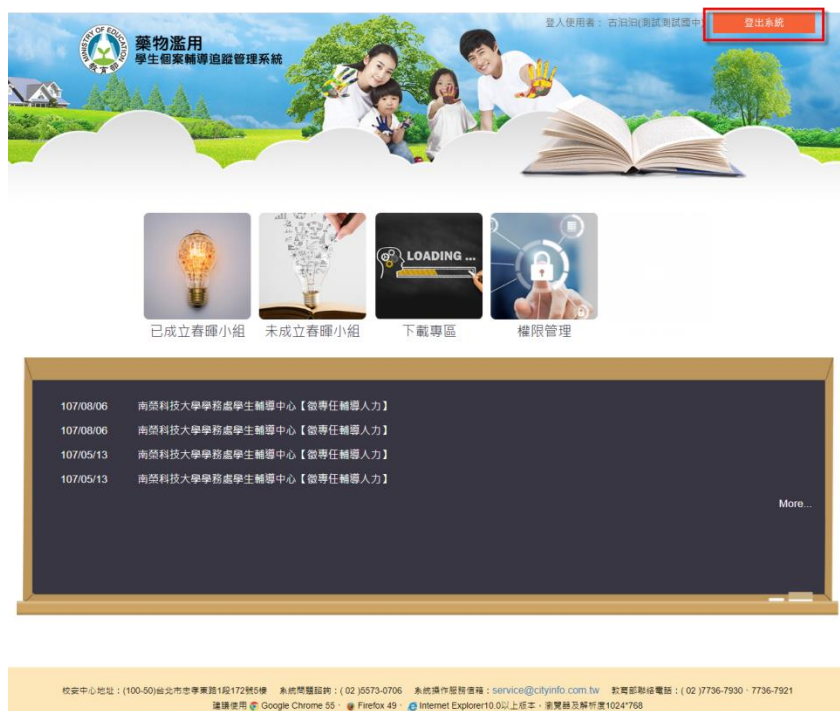 登入使用者： 古汨汨(測試測試國中)
登出系統
MINISTRY OF EDUCATION
教育部
藥物濫用
學生個案輔導追蹤管理系統
LOADING ...
已成立春暉小組 未成立春暉小組 下載專區 權限管理
107/08/06 南榮科技大學學務處學生輔導中心【徵專任輔導人力】
107/08/06 南榮科技大學學務處學生輔導中心【徵專任輔導人力】
107/05/13 南榮科技大學學務處學生輔導中心【徵專任輔導人力】
107/05/13 南榮科技大學學務處學生輔導中心【徵專任輔導人力】
More...
校安中心地址：(100-50)台北市忠孝東路1段172號5樓 系統問題諮詢：( 02 )5573-0706 系統操作服務信箱：service@cityinfo.com.tw 教育部聯絡電話：( 02 )7736-7930、7736-7921
建議使用 Google Chrome 55、 Firefox 49、 Internet Explorer10.0以上版本，瀏覽器及解析度1024*768